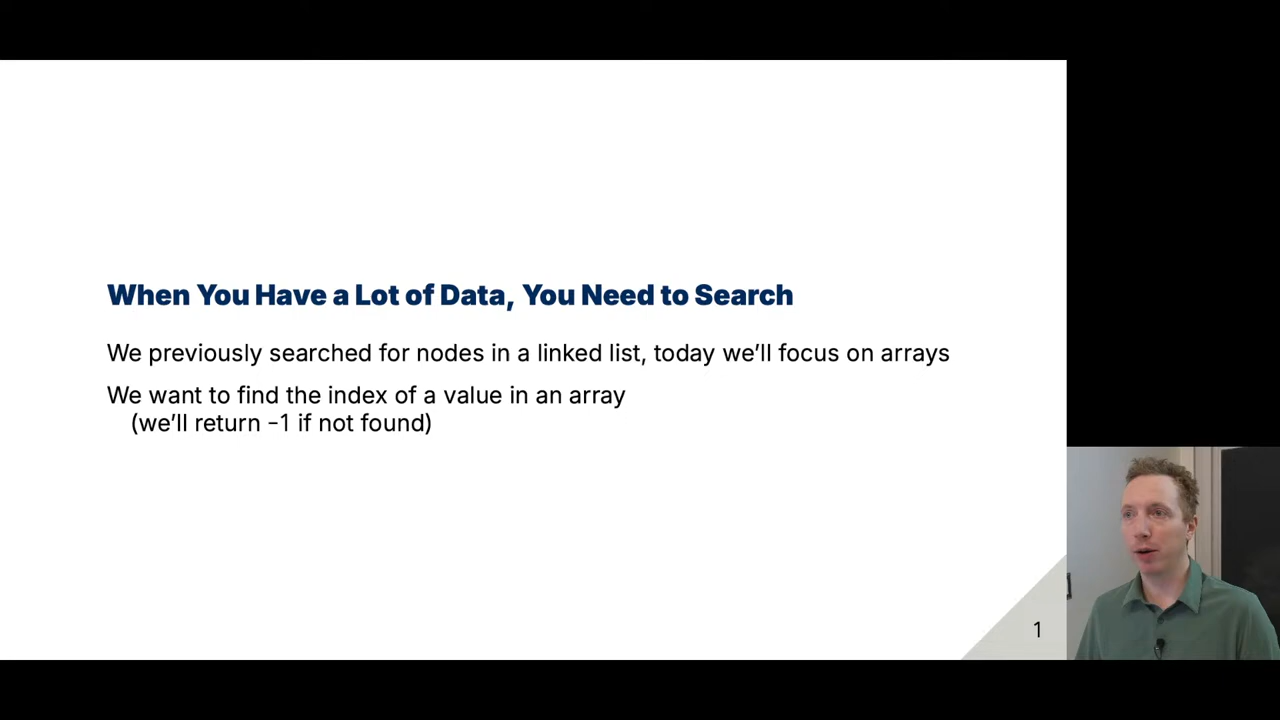 When You Have a Lot of Data, You Need to Search
We previously searched for nodes in a linked list, today we’ll focus on arrays
We want to find the index of a value in an array
(we’ll return -1 if not found)
1